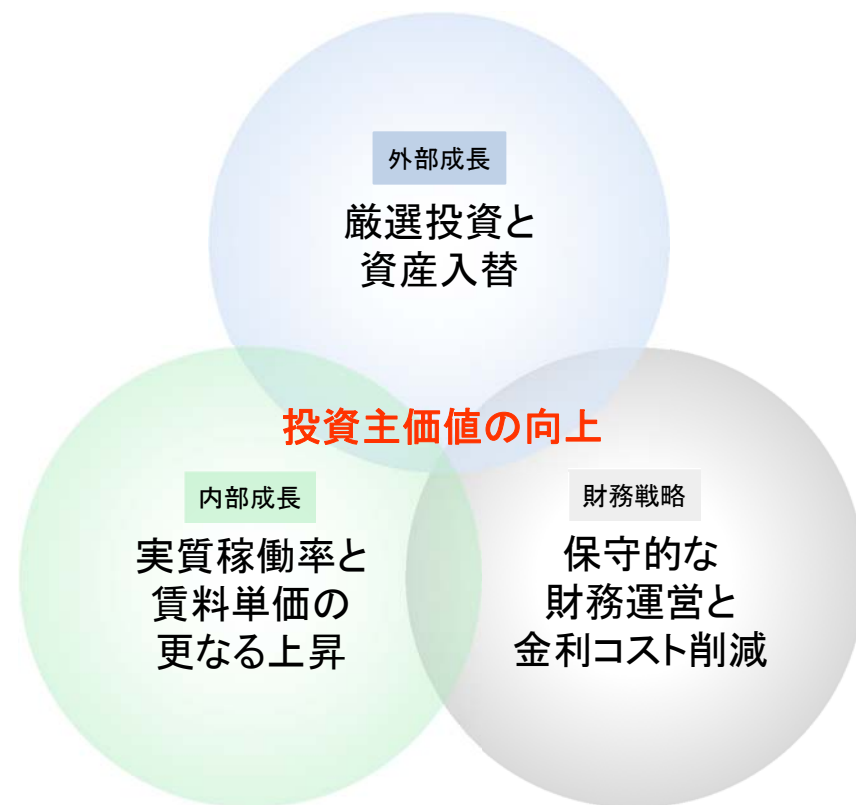 外部成長
厳選投資と
資産入替
投資主価値の向上
内部成長
実質稼働率と
賃料単価の
更なる上昇
財務戦略
保守的な
財務運営と
金利コスト削減